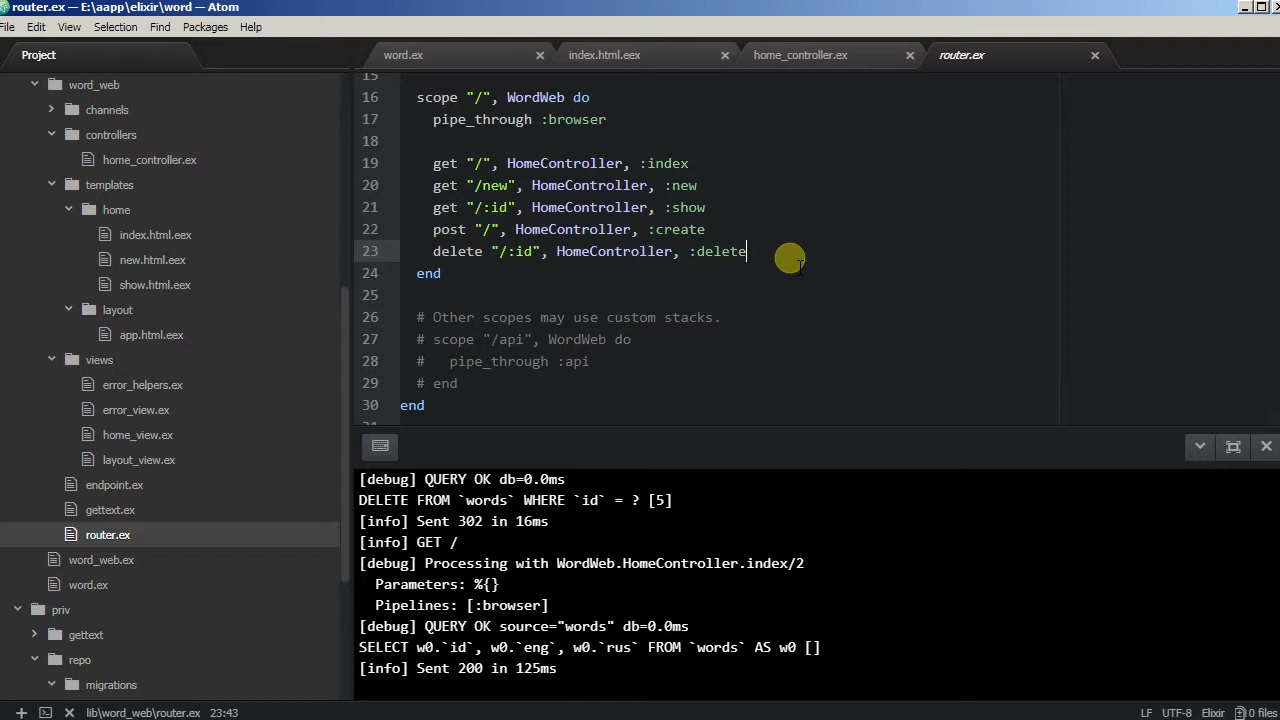 router.ex — E:\aapp\elixir\word — Atom
File Edit View Selection Find Packages Help
Project
word.ex index.html.eex home_controller.ex router.ex
word_web
channels
controllers
home_controller.ex
templates
home
index.html.eex
new.html.eex
show.html.eex
layout
app.html.eex
views
error_helpers.ex
error_view.ex
home_view.ex
layout_view.ex
endpoint.ex
gettext.ex
router.ex
word_web.ex
word.ex
priv
gettext
repo
migrations
15
16 scope "/", WordWeb do
17 pipe_through :browser
18
19 get "/", HomeController, :index
20 get "/new", HomeController, :new
21 get "/:id", HomeController, :show
22 post "/", HomeController, :create
23 delete "/:id", HomeController, :delete
24 end
25
26 # Other scopes may use custom stacks.
27 # scope "/api", WordWeb do
28 #   pipe_through :api
29 # end
30 end
[debug] QUERY OK db=0.0ms
DELETE FROM `words` WHERE `id` = ? [5]
[info] Sent 302 in 16ms
[info] GET /
[debug] Processing with WordWeb.HomeController.index/2
Parameters: %{}
Pipelines: [:browser]
[debug] QUERY OK source="words" db=0.0ms
SELECT w0.`id`, w0.`eng`, w0.`rus` FROM `words` AS w0 []
[info] Sent 200 in 125ms
lib\word_web\router.ex 23:43 LF UTF-8 Elixir 0 files